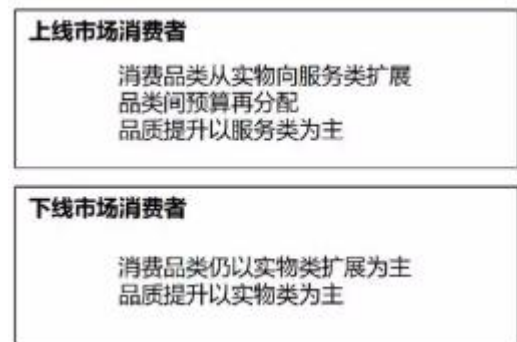 上线市场消费者
消费品类从实物向服务类扩展
品类间预算再分配
品质提升以服务类为主
下线市场消费者
消费品类仍以实物类扩展为主
品质提升以实物类为主